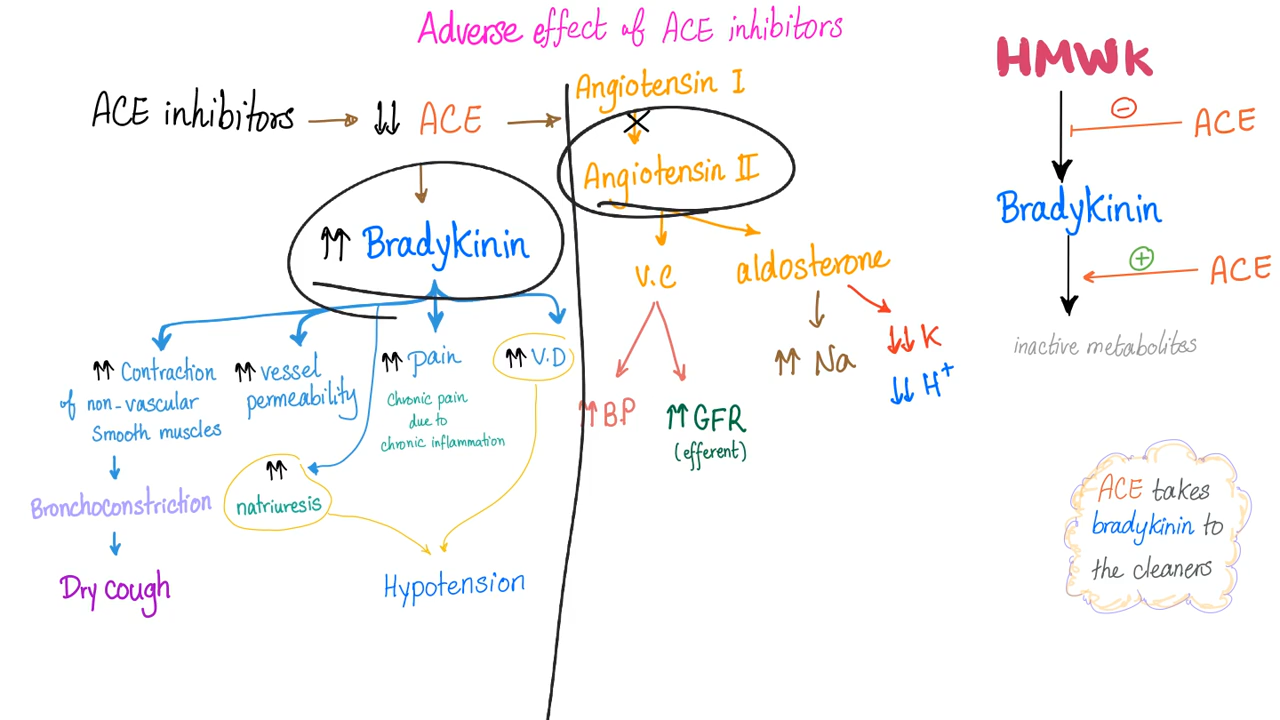 Adverse effect of ACE inhibitors
ACE inhibitors → ↓↓ ACE →
↑↑ Bradykinin
↑↑ Contraction
of non-vascular
Smooth muscles
Bronchoconstriction
Dry cough
↑↑ vessel
permeability
↑↑ natriuresis
↑↑ pain
Chronic pain
due to
chronic inflammation
↑↑ V.D
Hypotension
Angiotensin I
X
Angiotensin II
V.C
↑B.P
↑↑ GFR
(efferent)
aldosterone
↑↑ Na
↓↓ K
↓↓ H⁺
HMWK
- ACE
Bradykinin
+ ACE
inactive metabolites
ACE takes
bradykinin to
the cleaners